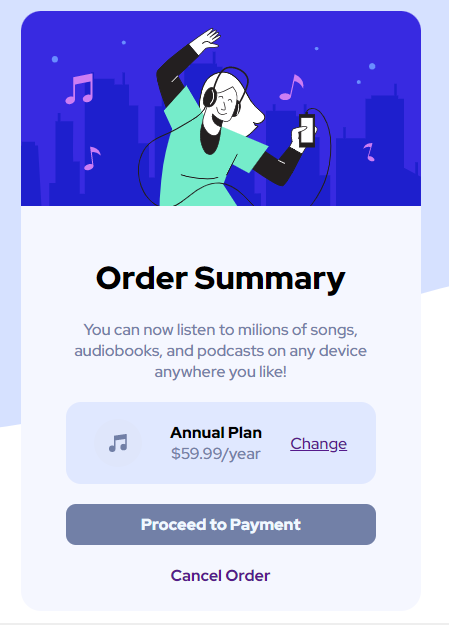 Order Summary
You can now listen to milions of songs,
audiobooks, and podcasts on any device
anywhere you like!
Annual Plan
$59.99/year
Change
Proceed to Payment
Cancel Order